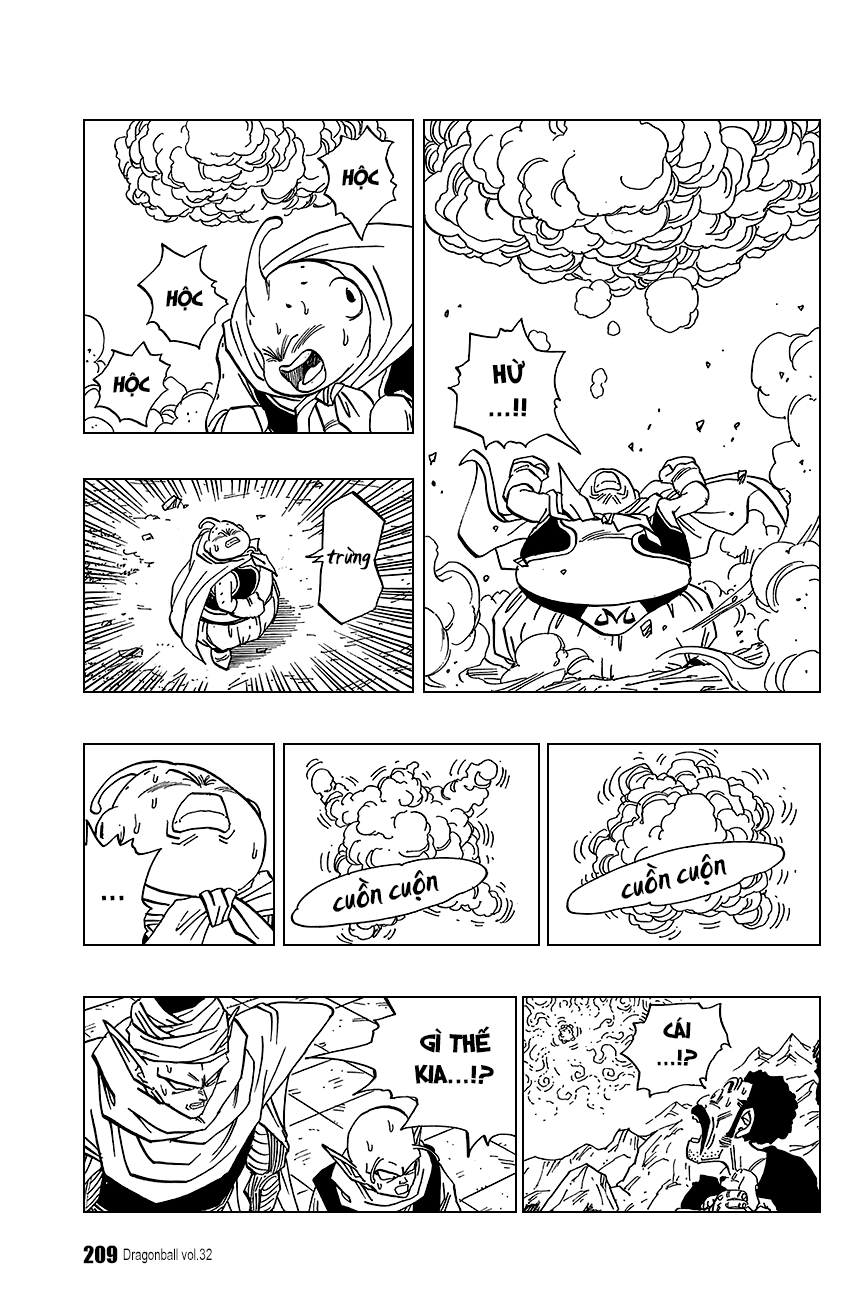 HỪ
...!!
HỘC
HỘC
HỘC
trừng
cuồn cuộn
cuồn cuộn
...
CÁI
...!?
GÌ THẾ
KIA...!?
209 Dragonball vol.32